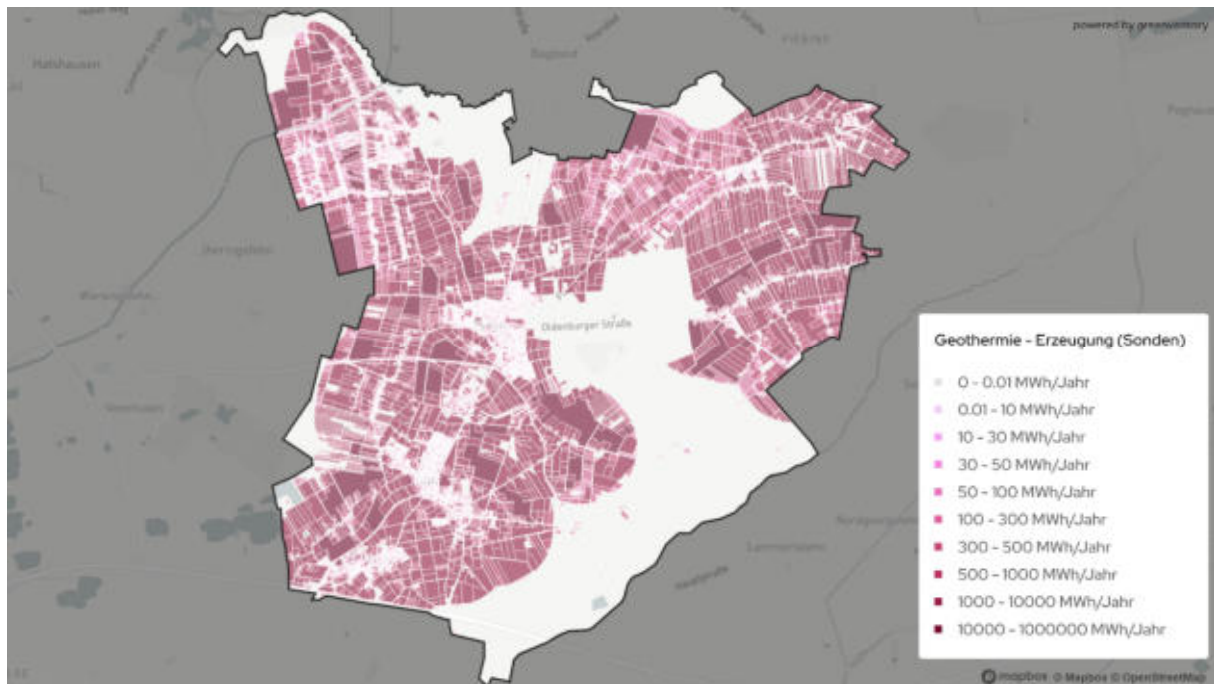 powered by greenventory
Hatshausen
Bagband
Oldenburger Straße
Geothermie - Erzeugung (Sonden)
0 - 0.01 MWh/Jahr
0.01 - 10 MWh/Jahr
10 - 30 MWh/Jahr
30 - 50 MWh/Jahr
50 - 100 MWh/Jahr
100 - 300 MWh/Jahr
300 - 500 MWh/Jahr
500 - 1000 MWh/Jahr
1000 - 10000 MWh/Jahr
10000 - 1000000 MWh/Jahr
mapbox © Mapbox © OpenStreetMap